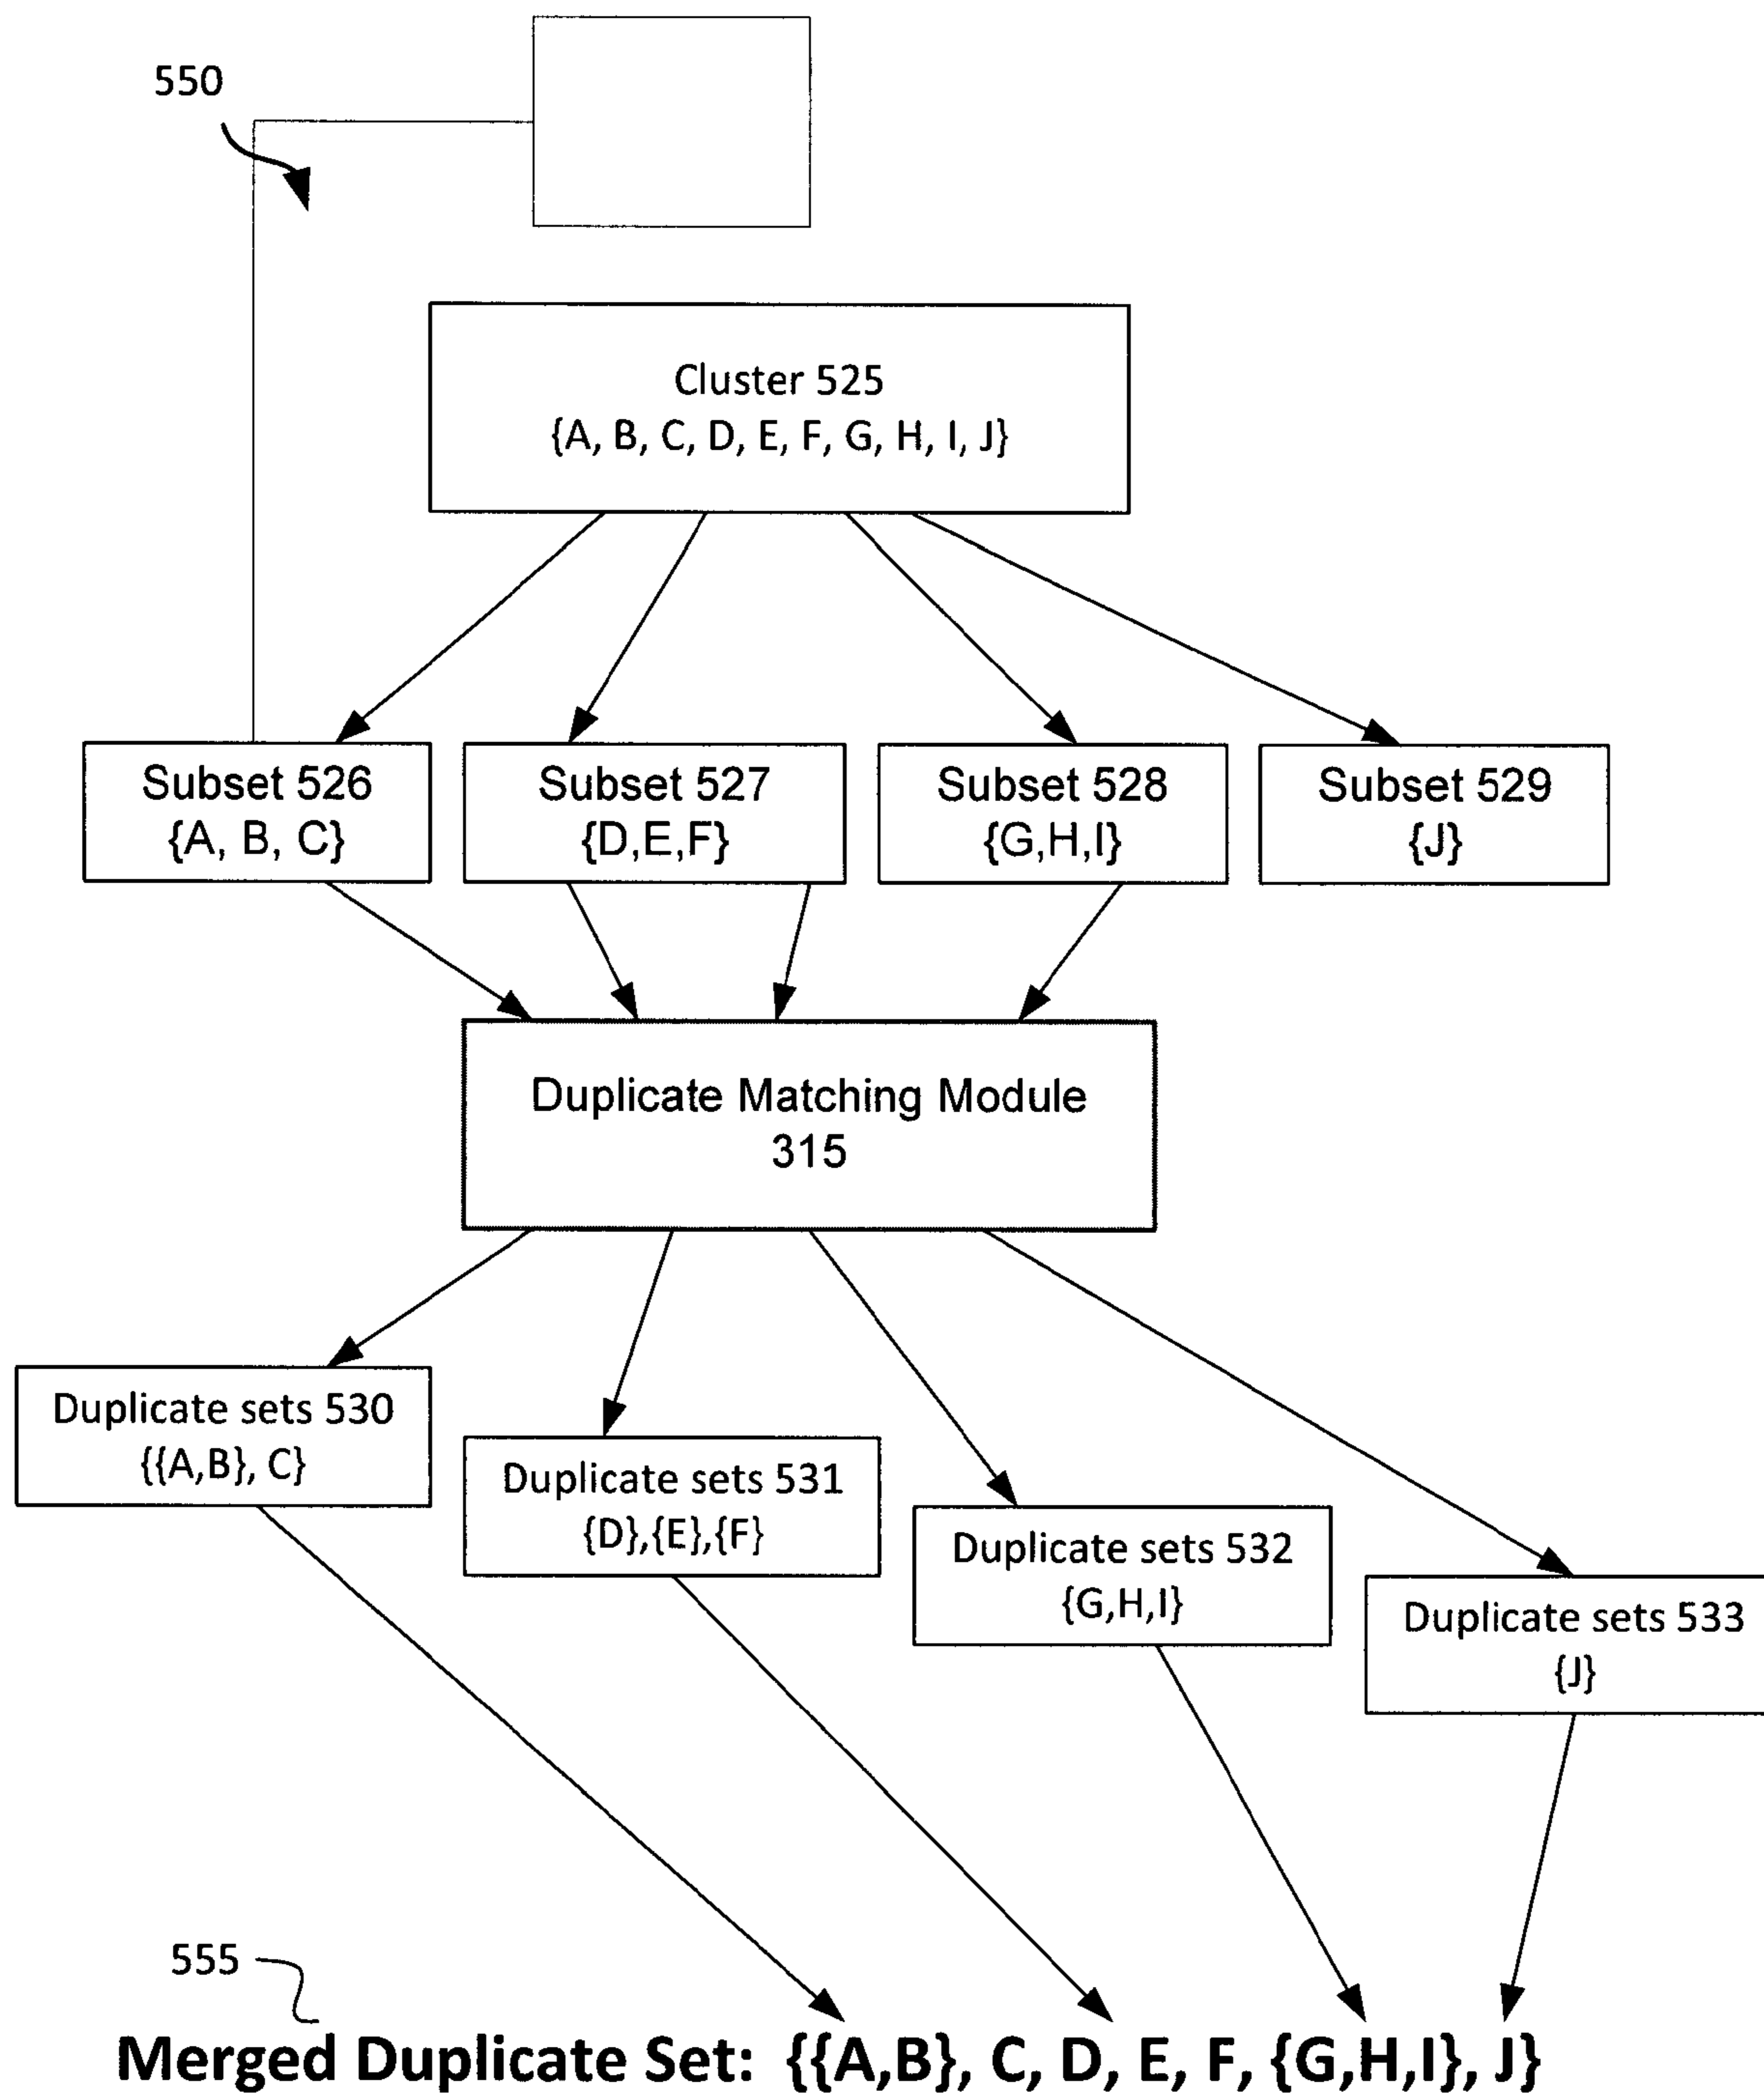 550
Cluster 525
{A, B, C, D, E, F, G, H, I, J}
Subset 526
{A, B, C}
Subset 527
{D,E,F}
Subset 528
{G,H,I}
Subset 529
{J}
Duplicate Matching Module
315
Duplicate sets 530
{{A,B}, C}
Duplicate sets 531
{D},{E},{F}
Duplicate sets 532
{G,H,I}
Duplicate sets 533
{J}
555
Merged Duplicate Set: {{A,B}, C, D, E, F, {G,H,I}, J}